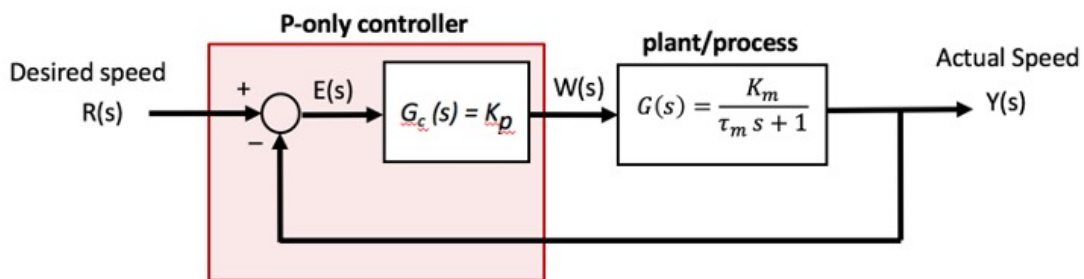 P-only controller
plant/process
Desired speed
R(s)
+
−
E(s)
G_c (s) = K_p
W(s)
G(s) = K_m / (τ_m s + 1)
Actual Speed
Y(s)